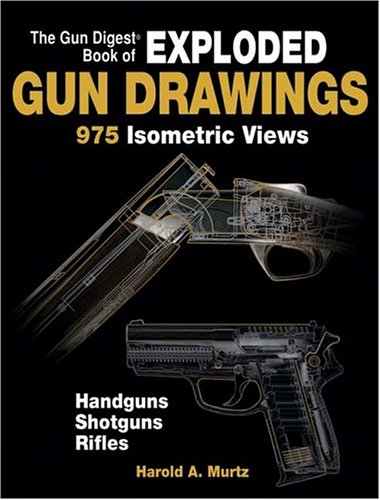 The Gun Digest®
Book of EXPLODED
GUN DRAWINGS
975 Isometric Views
Handguns
Shotguns
Rifles
Harold A. Murtz